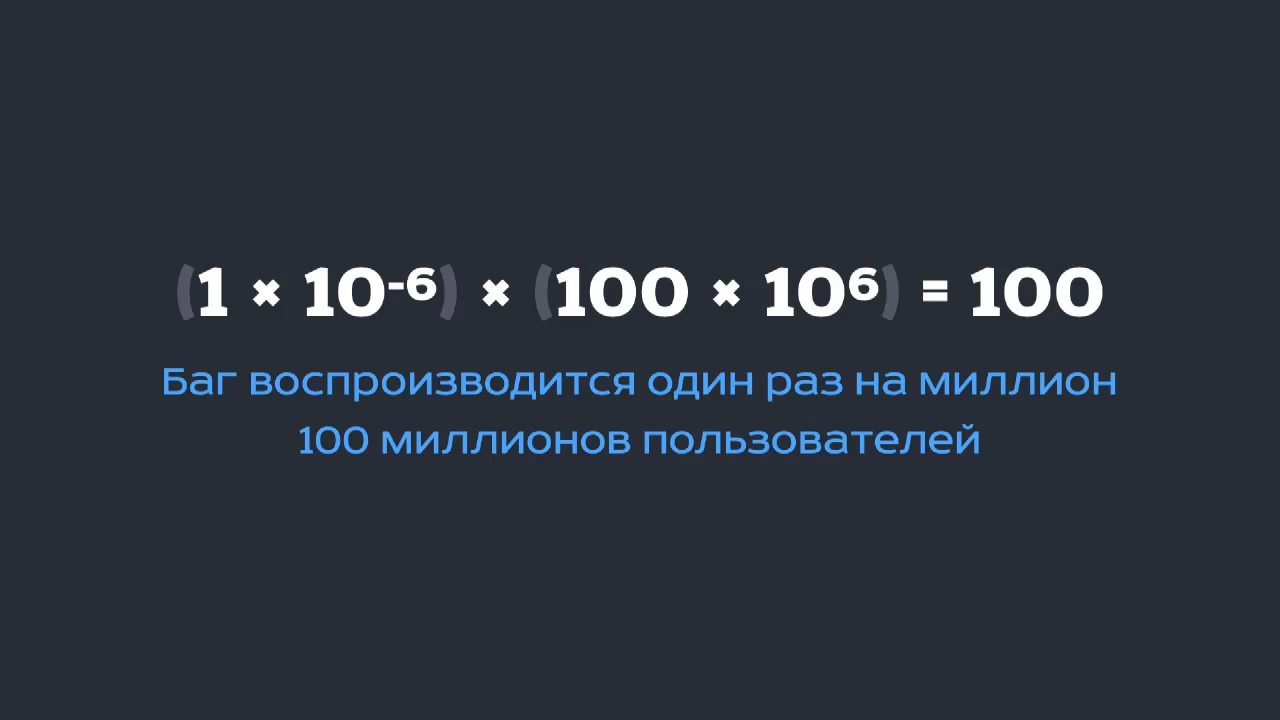 (1 × 10⁻⁶) × (100 × 10⁶) = 100
Баг воспроизводится один раз на миллион
100 миллионов пользователей